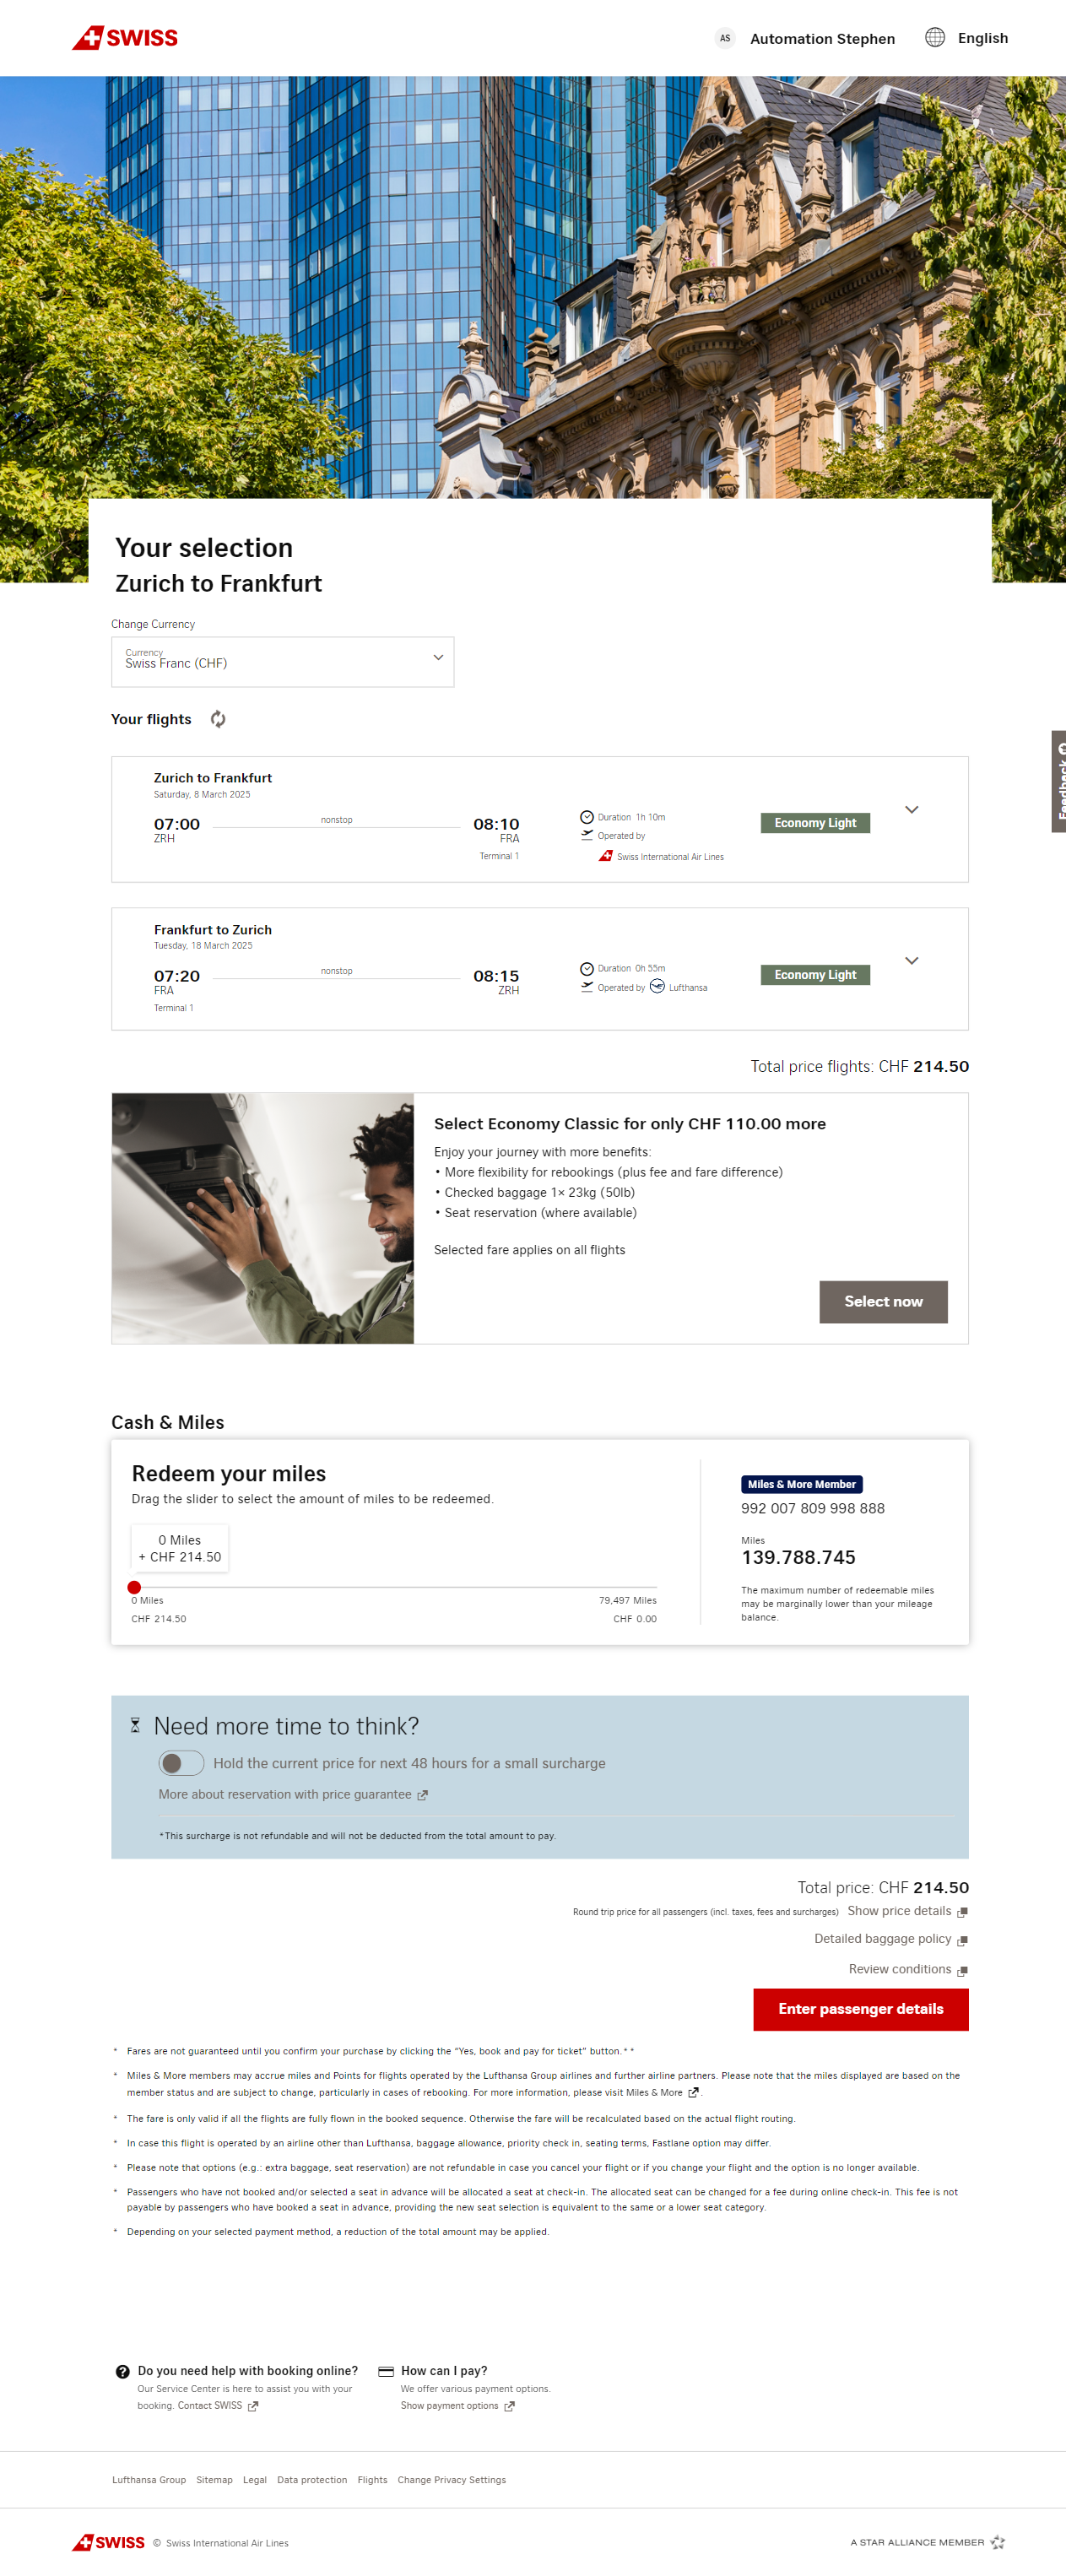 SWISS
AS Automation Stephen English
Your selection
Zurich to Frankfurt
Change Currency
Currency
Swiss Franc (CHF)
Your flights
Feedback
Zurich to Frankfurt
Saturday, 8 March 2025
07:00 nonstop 08:10
ZRH FRA
Terminal 1
Duration 1h 10m
Operated by
Swiss International Air Lines
Economy Light
Frankfurt to Zurich
Tuesday, 18 March 2025
07:20 nonstop 08:15
FRA ZRH
Terminal 1
Duration 0h 55m
Operated by Lufthansa
Economy Light
Total price flights: CHF 214.50
Select Economy Classic for only CHF 110.00 more
Enjoy your journey with more benefits:
• More flexibility for rebookings (plus fee and fare difference)
• Checked baggage 1× 23kg (50lb)
• Seat reservation (where available)
Selected fare applies on all flights
Select now
Cash & Miles
Redeem your miles
Drag the slider to select the amount of miles to be redeemed.
0 Miles
+ CHF 214.50
0 Miles 79,497 Miles
CHF 214.50 CHF 0.00
Miles & More Member
992 007 809 998 888
Miles
139.788.745
The maximum number of redeemable miles
may be marginally lower than your mileage
balance.
Need more time to think?
Hold the current price for next 48 hours for a small surcharge
More about reservation with price guarantee
*This surcharge is not refundable and will not be deducted from the total amount to pay.
Total price: CHF 214.50
Round trip price for all passengers (incl. taxes, fees and surcharges) Show price details
Detailed baggage policy
Review conditions
Enter passenger details
* Fares are not guaranteed until you confirm your purchase by clicking the “Yes, book and pay for ticket” button.**
* Miles & More members may accrue miles and Points for flights operated by the Lufthansa Group airlines and further airline partners. Please note that the miles displayed are based on the
member status and are subject to change, particularly in cases of rebooking. For more information, please visit Miles & More .
* The fare is only valid if all the flights are fully flown in the booked sequence. Otherwise the fare will be recalculated based on the actual flight routing.
* In case this flight is operated by an airline other than Lufthansa, baggage allowance, priority check in, seating terms, Fastlane option may differ.
* Please note that options (e.g.: extra baggage, seat reservation) are not refundable in case you cancel your flight or if you change your flight and the option is no longer available.
* Passengers who have not booked and/or selected a seat in advance will be allocated a seat at check-in. The allocated seat can be changed for a fee during online check-in. This fee is not
payable by passengers who have booked a seat in advance, providing the new seat selection is equivalent to the same or a lower seat category.
* Depending on your selected payment method, a reduction of the total amount may be applied.
Do you need help with booking online?
Our Service Center is here to assist you with your
booking. Contact SWISS
How can I pay?
We offer various payment options.
Show payment options
Lufthansa Group Sitemap Legal Data protection Flights Change Privacy Settings
SWISS © Swiss International Air Lines
A STAR ALLIANCE MEMBER